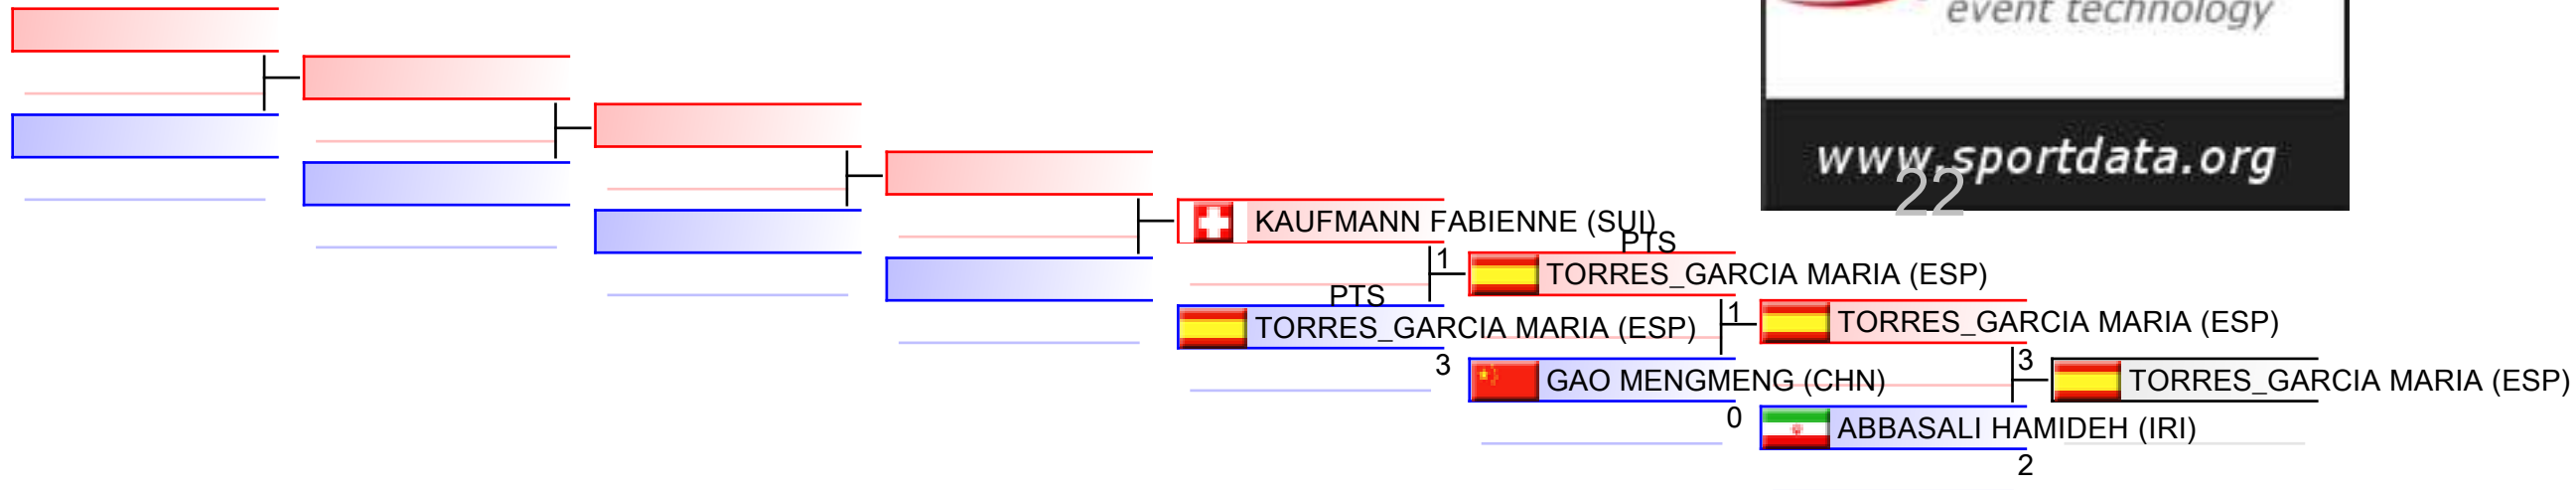 event technology
www.sportdata.org
22
KAUFMANN FABIENNE (SUI)
PTS
1
TORRES_GARCIA MARIA (ESP)
PTS
TORRES_GARCIA MARIA (ESP)
1
TORRES_GARCIA MARIA (ESP)
3
GAO MENGMENG (CHN)
3
TORRES_GARCIA MARIA (ESP)
0
ABBASALI HAMIDEH (IRI)
2